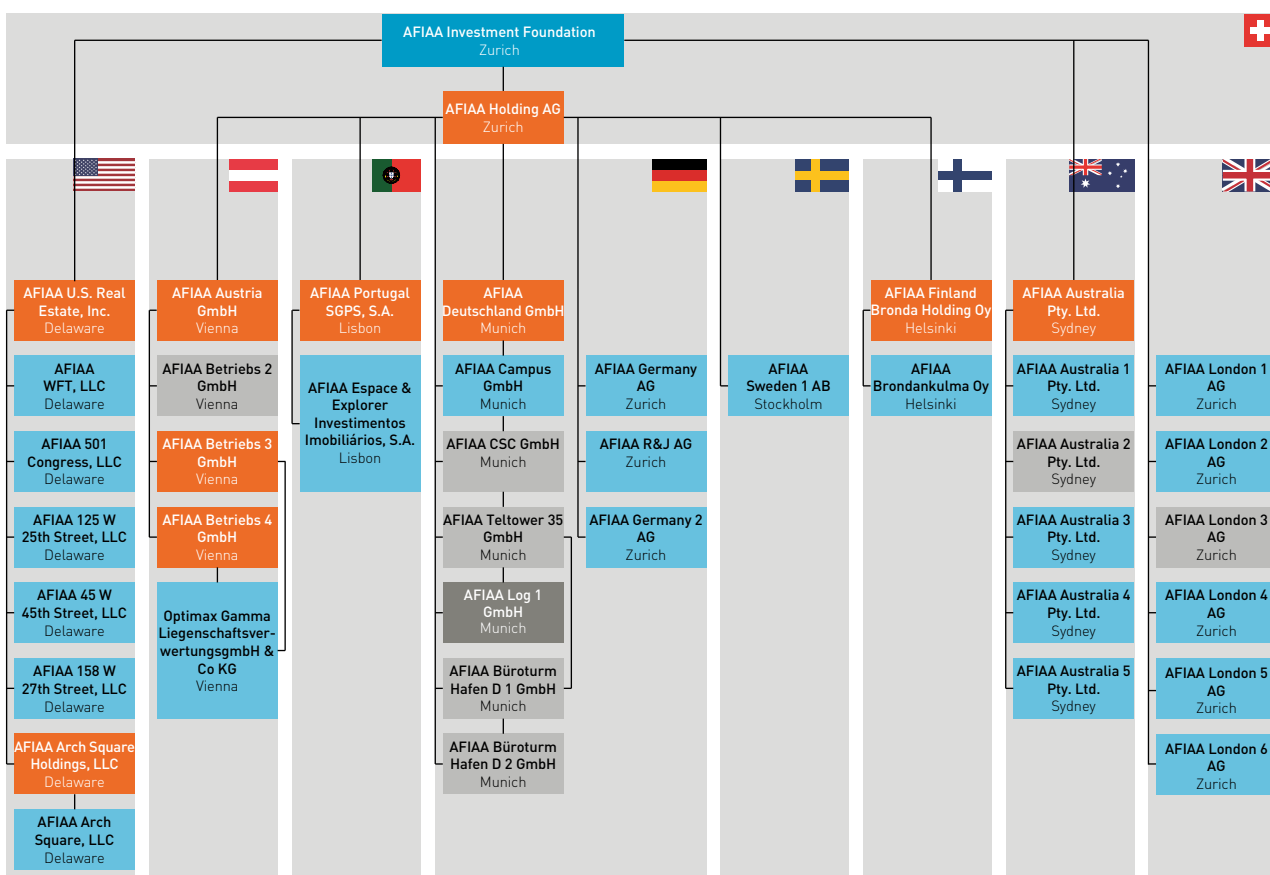 AFIAA Investment Foundation
Zurich
AFIAA Holding AG
Zurich
AFIAA U.S. Real
Estate, Inc.
Delaware
AFIAA
WFT, LLC
Delaware
AFIAA 501
Congress, LLC
Delaware
AFIAA 125 W
25th Street, LLC
Delaware
AFIAA 45 W
45th Street, LLC
Delaware
AFIAA 158 W
27th Street, LLC
Delaware
AFIAA Arch Square
Holdings, LLC
Delaware
AFIAA Arch
Square, LLC
Delaware
AFIAA Austria
GmbH
Vienna
AFIAA Betriebs 2
GmbH
Vienna
AFIAA Betriebs 3
GmbH
Vienna
AFIAA Betriebs 4
GmbH
Vienna
Optimax Gamma
Liegenschaftsver-
wertungsgmbH &
Co KG
Vienna
AFIAA Portugal
SGPS, S.A.
Lisbon
AFIAA Espace &
Explorer
Investimentos
Imobiliários, S.A.
Lisbon
AFIAA
Deutschland GmbH
Munich
AFIAA Campus
GmbH
Munich
AFIAA CSC GmbH
Munich
AFIAA Teltower 35
GmbH
Munich
AFIAA Log 1
GmbH
Munich
AFIAA Büroturm
Hafen D 1 GmbH
Munich
AFIAA Büroturm
Hafen D 2 GmbH
Munich
AFIAA Germany
AG
Zurich
AFIAA R&J AG
Zurich
AFIAA Germany 2
AG
Zurich
AFIAA
Sweden 1 AB
Stockholm
AFIAA Finland
Bronda Holding Oy
Helsinki
AFIAA
Brondankulma Oy
Helsinki
AFIAA Australia
Pty. Ltd.
Sydney
AFIAA Australia 1
Pty. Ltd.
Sydney
AFIAA Australia 2
Pty. Ltd.
Sydney
AFIAA Australia 3
Pty. Ltd.
Sydney
AFIAA Australia 4
Pty. Ltd.
Sydney
AFIAA Australia 5
Pty. Ltd.
Sydney
AFIAA London 1
AG
Zurich
AFIAA London 2
AG
Zurich
AFIAA London 3
AG
Zurich
AFIAA London 4
AG
Zurich
AFIAA London 5
AG
Zurich
AFIAA London 6
AG
Zurich